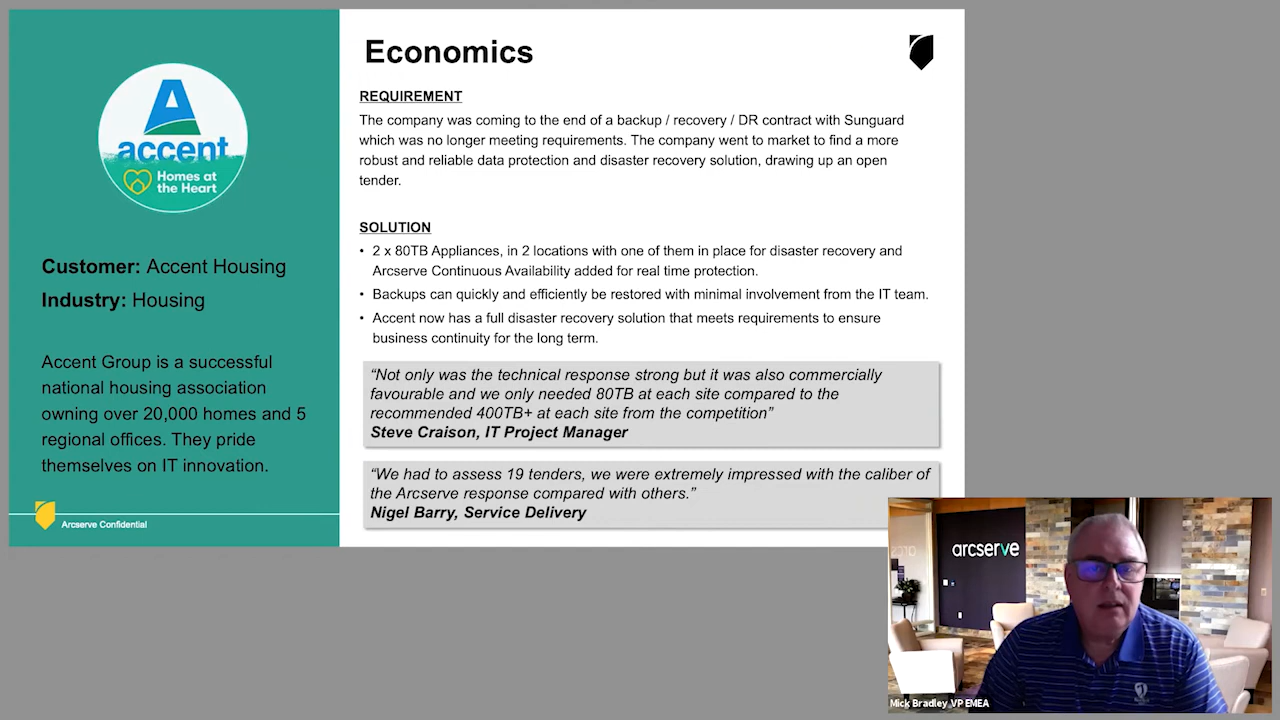 accent
Homes at
the Heart
Customer: Accent Housing
Industry: Housing
Accent Group is a successful
national housing association
owning over 20,000 homes and 5
regional offices. They pride
themselves on IT innovation.
Arcserve Confidential
Economics
REQUIREMENT
The company was coming to the end of a backup / recovery / DR contract with Sunguard
which was no longer meeting requirements. The company went to market to find a more
robust and reliable data protection and disaster recovery solution, drawing up an open
tender.
SOLUTION
• 2 x 80TB Appliances, in 2 locations with one of them in place for disaster recovery and
Arcserve Continuous Availability added for real time protection.
• Backups can quickly and efficiently be restored with minimal involvement from the IT team.
• Accent now has a full disaster recovery solution that meets requirements to ensure
business continuity for the long term.
“Not only was the technical response strong but it was also commercially
favourable and we only needed 80TB at each site compared to the
recommended 400TB+ at each site from the competition”
Steve Craison, IT Project Manager
“We had to assess 19 tenders, we were extremely impressed with the caliber of
the Arcserve response compared with others.”
Nigel Barry, Service Delivery
arcserve
Mick Bradley VP EMEA